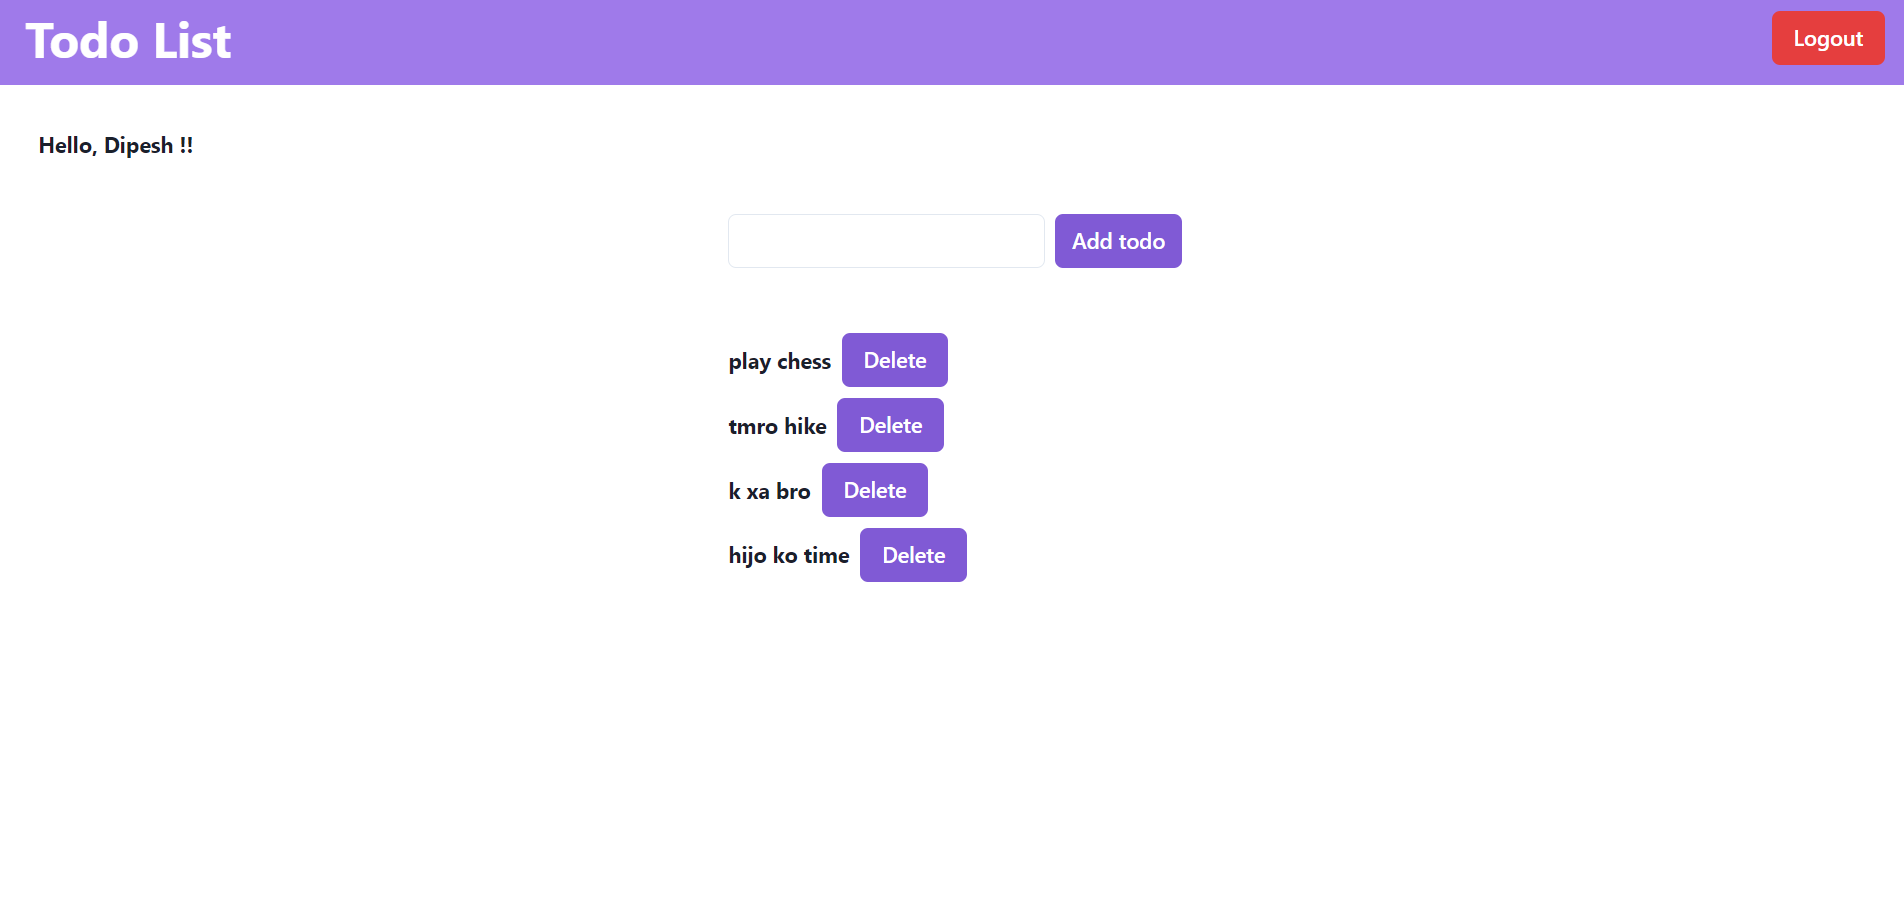 Todo List
Logout
Hello, Dipesh !!
Add todo
play chess Delete
tmro hike Delete
k xa bro Delete
hijo ko time Delete